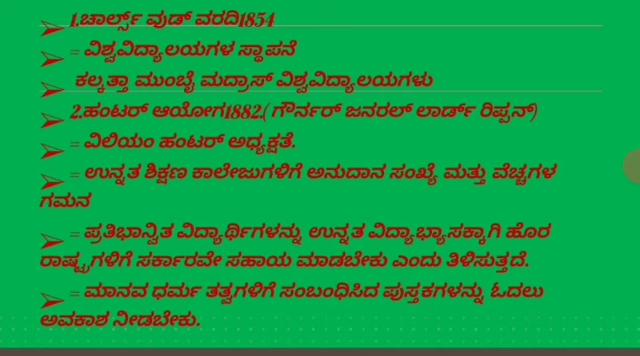 ➢ 1.ಚಾರ್ಲ್ಸ್ ವುಡ್ ವರದಿ1854
➢ = ವಿಶ್ವವಿದ್ಯಾಲಯಗಳ ಸ್ಥಾಪನೆ
➢ ಕಲ್ಕತ್ತಾ ಮುಂಬೈ ಮದ್ರಾಸ್ ವಿಶ್ವವಿದ್ಯಾಲಯಗಳು
➢ 2.ಹಂಟರ್ ಆಯೋಗ1882.( ಗೌರ್ನರ್ ಜನರಲ್ ಲಾರ್ಡ್ ರಿಪ್ಪನ್)
➢ = ವಿಲಿಯಂ ಹಂಟರ್ ಅಧ್ಯಕ್ಷತೆ.
➢ = ಉನ್ನತ ಶಿಕ್ಷಣ ಕಾಲೇಜುಗಳಿಗೆ ಅನುದಾನ ಸಂಖ್ಯೆ ಮತ್ತು ವೆಚ್ಚಗಳ
ಗಮನ
➢ = ಪ್ರತಿಭಾನ್ವಿತ ವಿದ್ಯಾರ್ಥಿಗಳನ್ನು ಉನ್ನತ ವಿದ್ಯಾಭ್ಯಾಸಕ್ಕಾಗಿ ಹೊರ
ರಾಷ್ಟ್ರಗಳಿಗೆ ಸರ್ಕಾರವೇ ಸಹಾಯ ಮಾಡಬೇಕು ಎಂದು ತಿಳಿಸುತ್ತದೆ.
➢ = ಮಾನವ ಧರ್ಮ ತತ್ವಗಳಿಗೆ ಸಂಬಂಧಿಸಿದ ಪುಸ್ತಕಗಳನ್ನು ಓದಲು
ಅವಕಾಶ ನೀಡಬೇಕು.